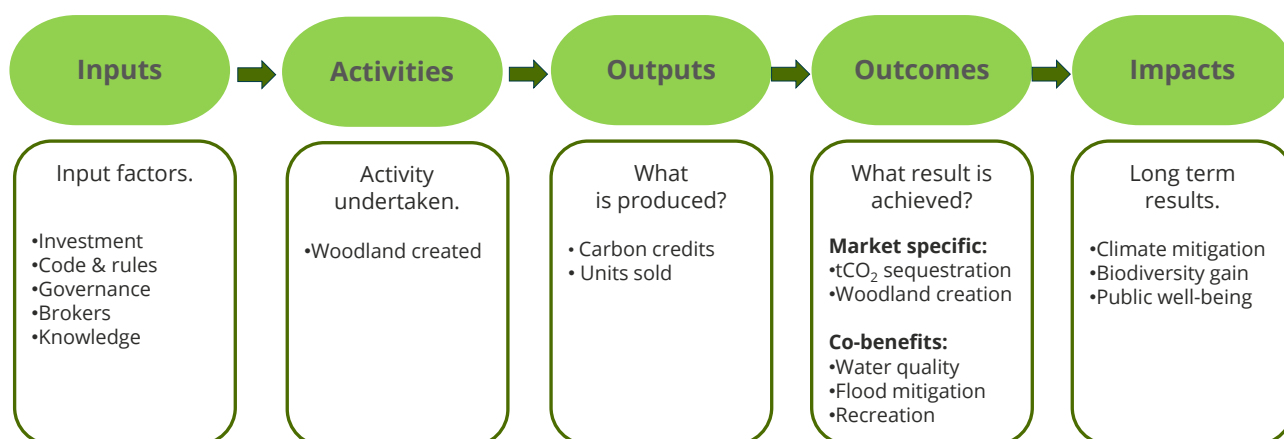 Inputs
Activities
Outputs
Outcomes
Impacts
Input factors.
•Investment
•Code & rules
•Governance
•Brokers
•Knowledge
Activity
undertaken.
•Woodland created
What
is produced?
• Carbon credits
• Units sold
What result is
achieved?
Market specific:
•tCO₂ sequestration
•Woodland creation
Co-benefits:
•Water quality
•Flood mitigation
•Recreation
Long term
results.
•Climate mitigation
•Biodiversity gain
•Public well-being